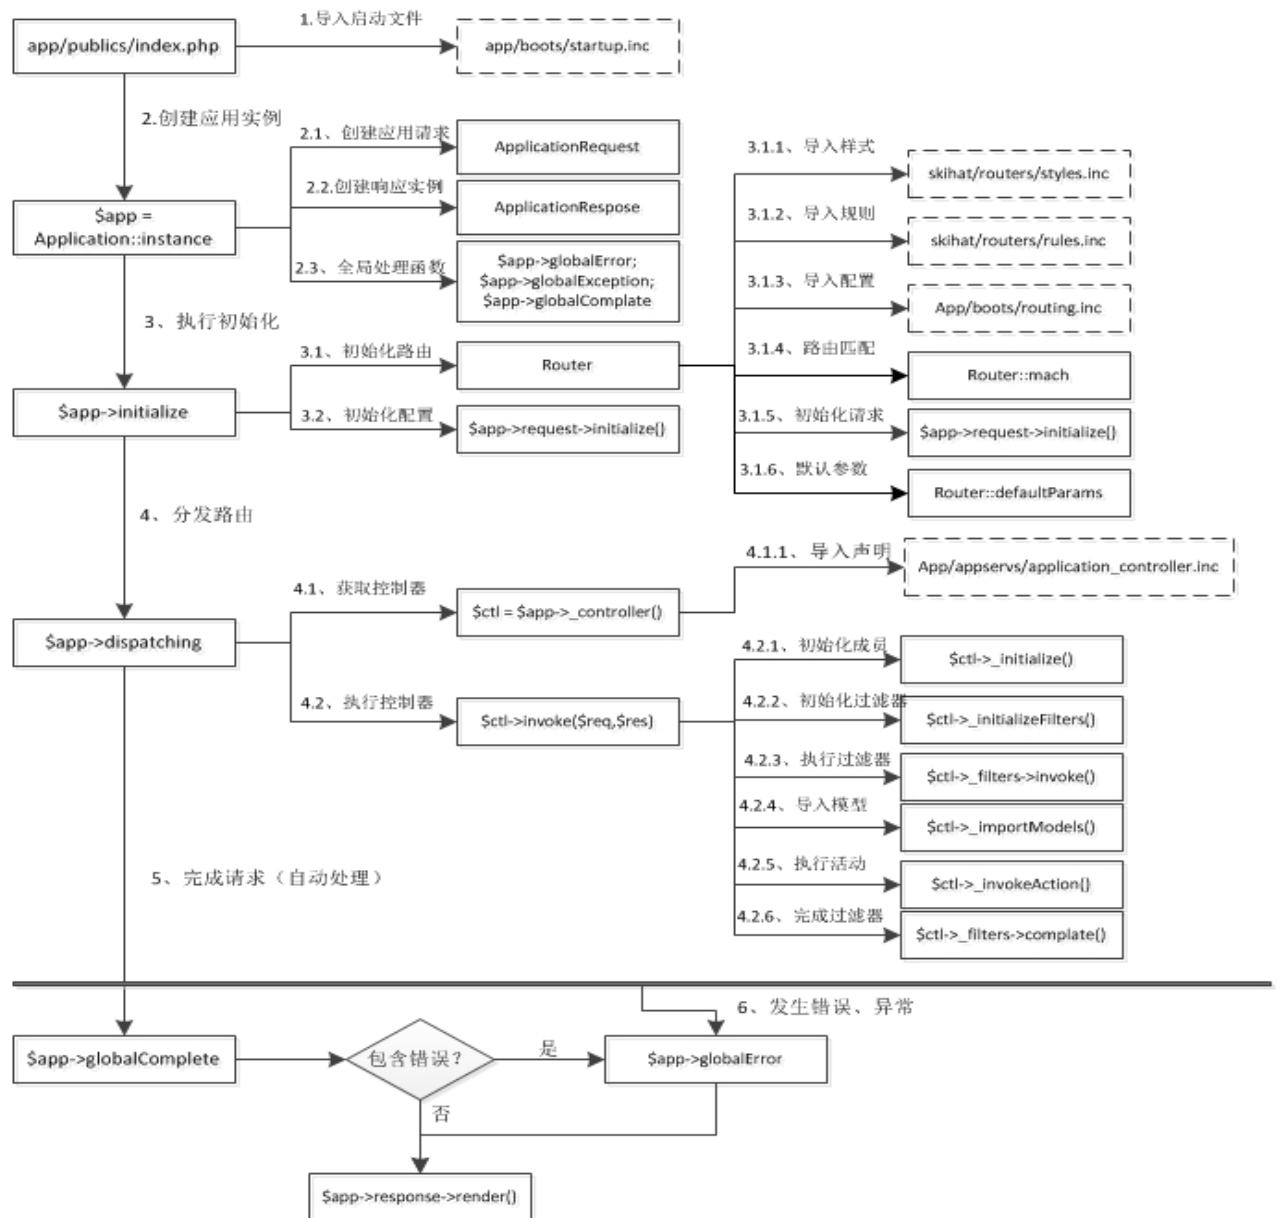 1.导入启动文件
app/publics/index.php
app/boots/startup.inc
2.创建应用实例
2.1、创建应用请求
ApplicationRequest
3.1.1、导入样式
skihat/routers/styles.inc
2.2.创建响应实例
ApplicationRespose
3.1.2、导入规则
skihat/routers/rules.inc
$app =
Application::instance
2.3、全局处理函数
$app->globalError;
$app->globalException;
$app->globalComplate
3.1.3、导入配置
App/boots/routing.inc
3、执行初始化
3.1、初始化路由
Router
3.1.4、路由匹配
Router::mach
$app->initialize
3.2、初始化配置
$app->request->initialize()
3.1.5、初始化请求
$app->request->initialize()
3.1.6、默认参数
Router::defaultParams
4、分发路由
4.1.1、导入声明
App/appservs/application_controller.inc
4.1、获取控制器
$ctl = $app->_controller()
$app->dispatching
4.2.1、初始化成员
$ctl->_initialize()
4.2、执行控制器
$ctl->invoke($req,$res)
4.2.2、初始化过滤器
$ctl->_initializeFilters()
4.2.3、执行过滤器
$ctl->_filters->invoke()
4.2.4、导入模型
$ctl->_importModels()
4.2.5、执行活动
$ctl->_invokeAction()
5、完成请求（自动处理）
4.2.6、完成过滤器
$ctl->_filters->complate()
6、发生错误、异常
$app->globalComplete
包含错误？
是
$app->globalError
否
$app->response->render()